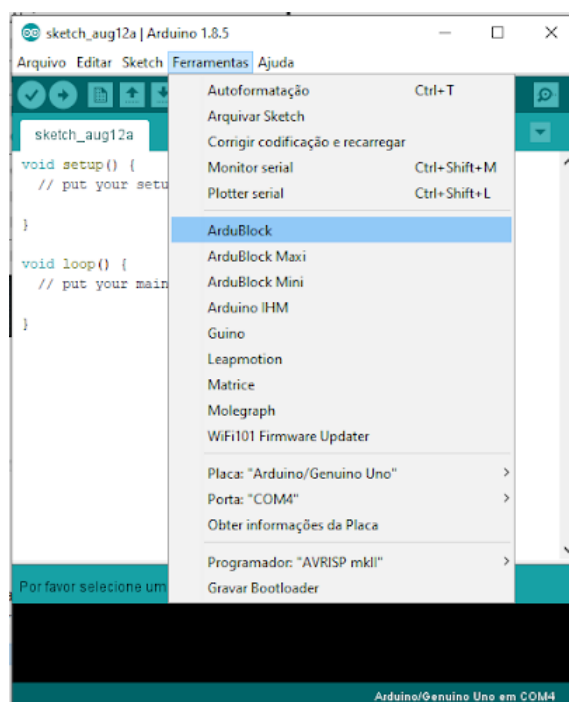 sketch_aug12a | Arduino 1.8.5
Arquivo Editar Sketch Ferramentas Ajuda
sketch_aug12a
void setup() {
// put your setu
}
void loop() {
// put your main
}
Autoformatação Ctrl+T
Arquivar Sketch
Corrigir codificação e recarregar
Monitor serial Ctrl+Shift+M
Plotter serial Ctrl+Shift+L
ArduBlock
ArduBlock Maxi
ArduBlock Mini
Arduino IHM
Guino
Leapmotion
Matrice
Molegraph
WiFi101 Firmware Updater
Placa: "Arduino/Genuino Uno"
Porta: "COM4"
Obter informações da Placa
Programador: "AVRISP mkII"
Gravar Bootloader
Por favor selecione um
Arduino/Genuino Uno em COM4